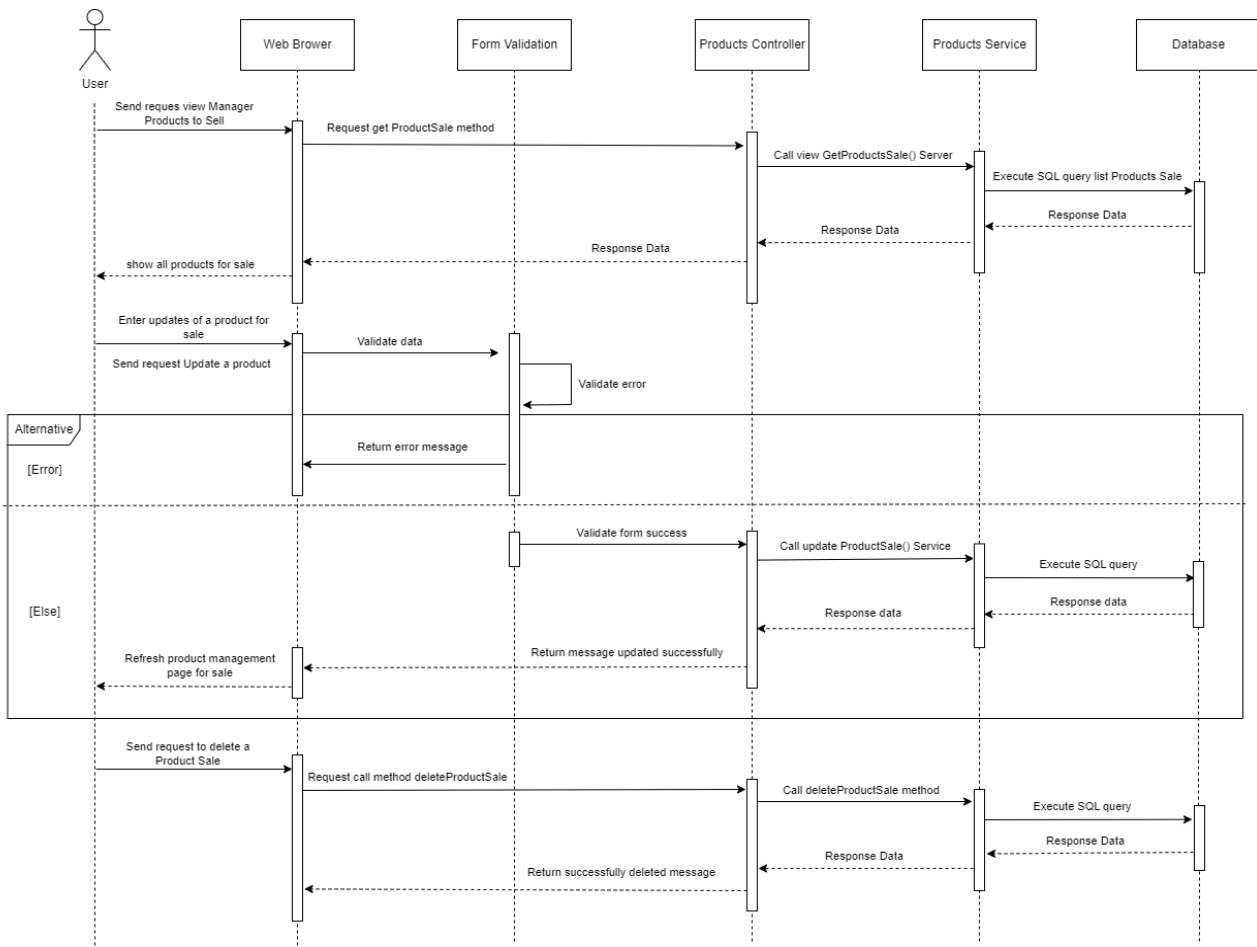 Web Brower
Form Validation
Products Controller
Products Service
Database
User
Send reques view Manager
Products to Sell
Request get ProductSale method
Call view GetProductsSale() Server
Execute SQL query list Products Sale
Response Data
Response Data
Response Data
show all products for sale
Enter updates of a product for
sale
Validate data
Send request Update a product
Validate error
Alternative
Return error message
[Error]
Validate form success
Call update ProductSale() Service
Execute SQL query
Response data
[Else]
Response data
Return message updated successfully
Refresh product management
page for sale
Send request to delete a
Product Sale
Request call method deleteProductSale
Call deleteProductSale method
Execute SQL query
Response Data
Response Data
Return successfully deleted message